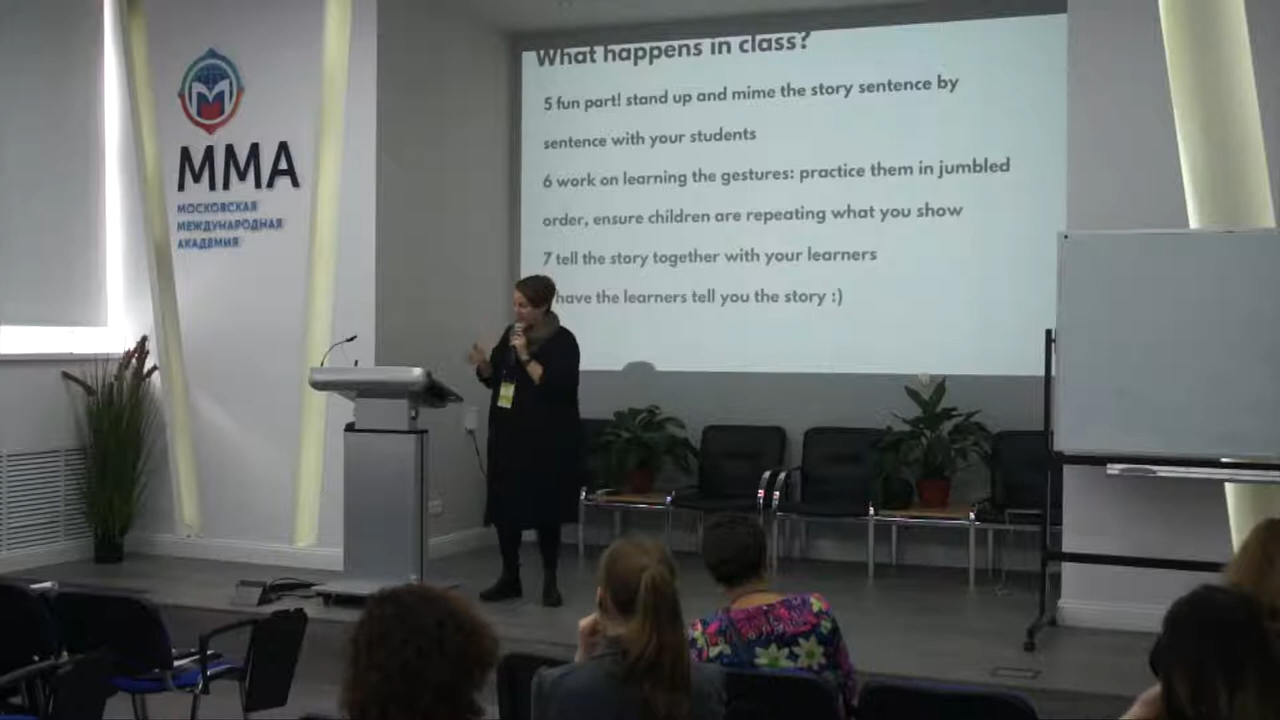 ММА
МОСКОВСКАЯ
МЕЖДУНАРОДНАЯ
АКАДЕМИЯ
What happens in class?
5 fun part! stand up and mime the story sentence by
sentence with your students
6 work on learning the gestures: practice them in jumbled
order, ensure children are repeating what you show
7 tell the story together with your learners
have the learners tell you the story :)